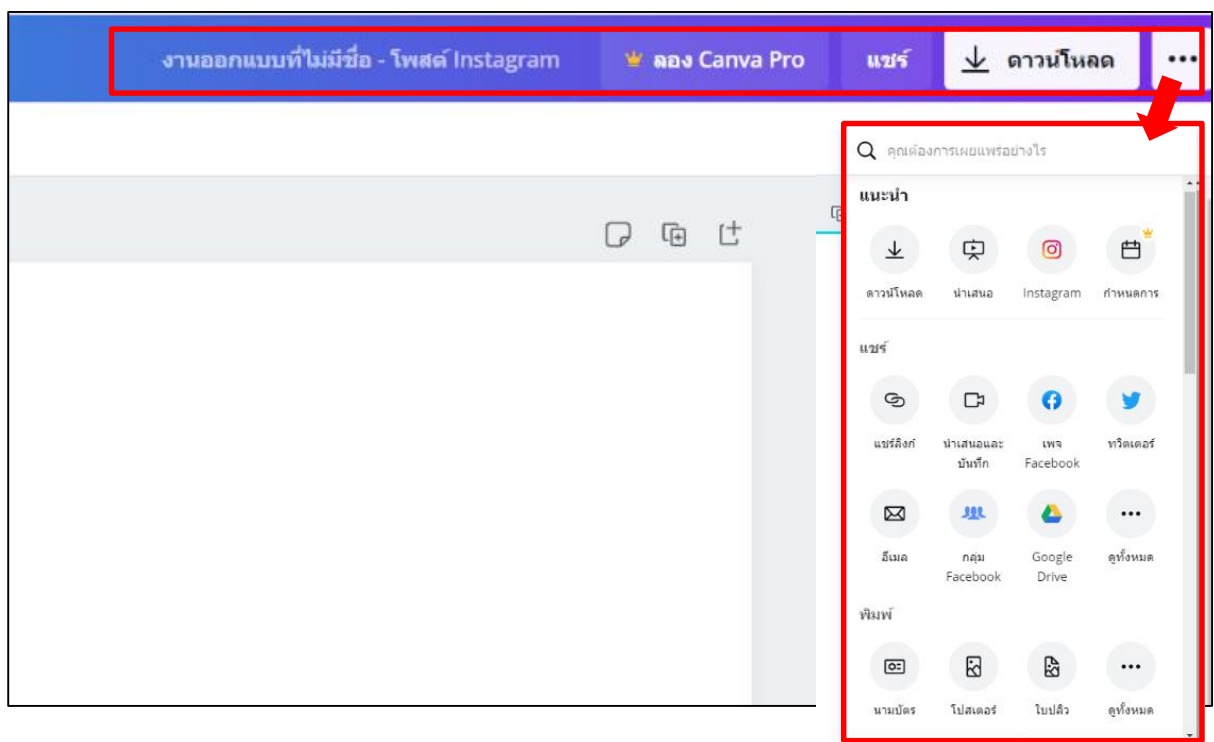 งานออกแบบที่ไม่มีชื่อ - โพสต์ Instagram
ลอง Canva Pro
แชร์
ดาวน์โหลด
คุณต้องการเผยแพร่อย่างไร
แนะนำ
ดาวน์โหลด
นำเสนอ
Instagram
กำหนดการ
แชร์
แชร์ลิงก์
นำเสนอและ
บันทึก
เพจ
Facebook
ทวิตเตอร์
อีเมล
กลุ่ม
Facebook
Google
Drive
ดูทั้งหมด
พิมพ์
นามบัตร
โปสเตอร์
ใบปลิว
ดูทั้งหมด